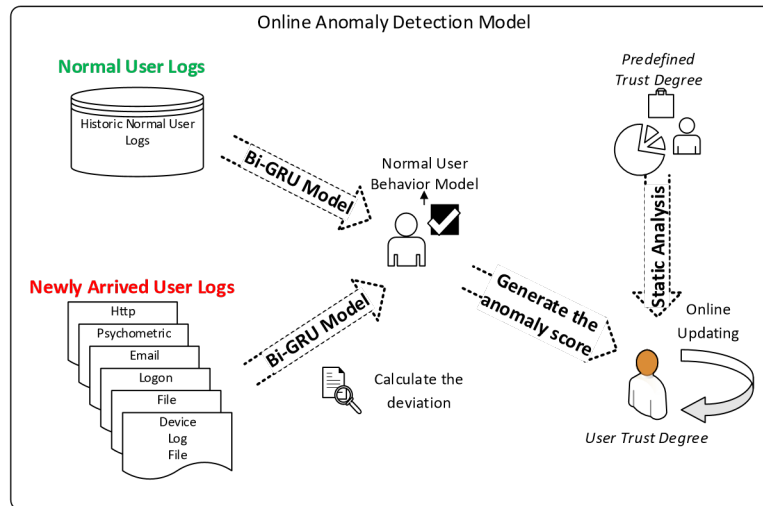 Online Anomaly Detection Model
Normal User Logs
Historic Normal User
Logs
Bi-GRU Model
Normal User
Behavior Model
Predefined
Trust Degree
Static Analysis
Newly Arrived User Logs
Http
Psychometric
Email
Logon
File
Device
Log
File
Bi-GRU Model
Calculate the
deviation
Generate the
anomaly score
Online
Updating
User Trust Degree